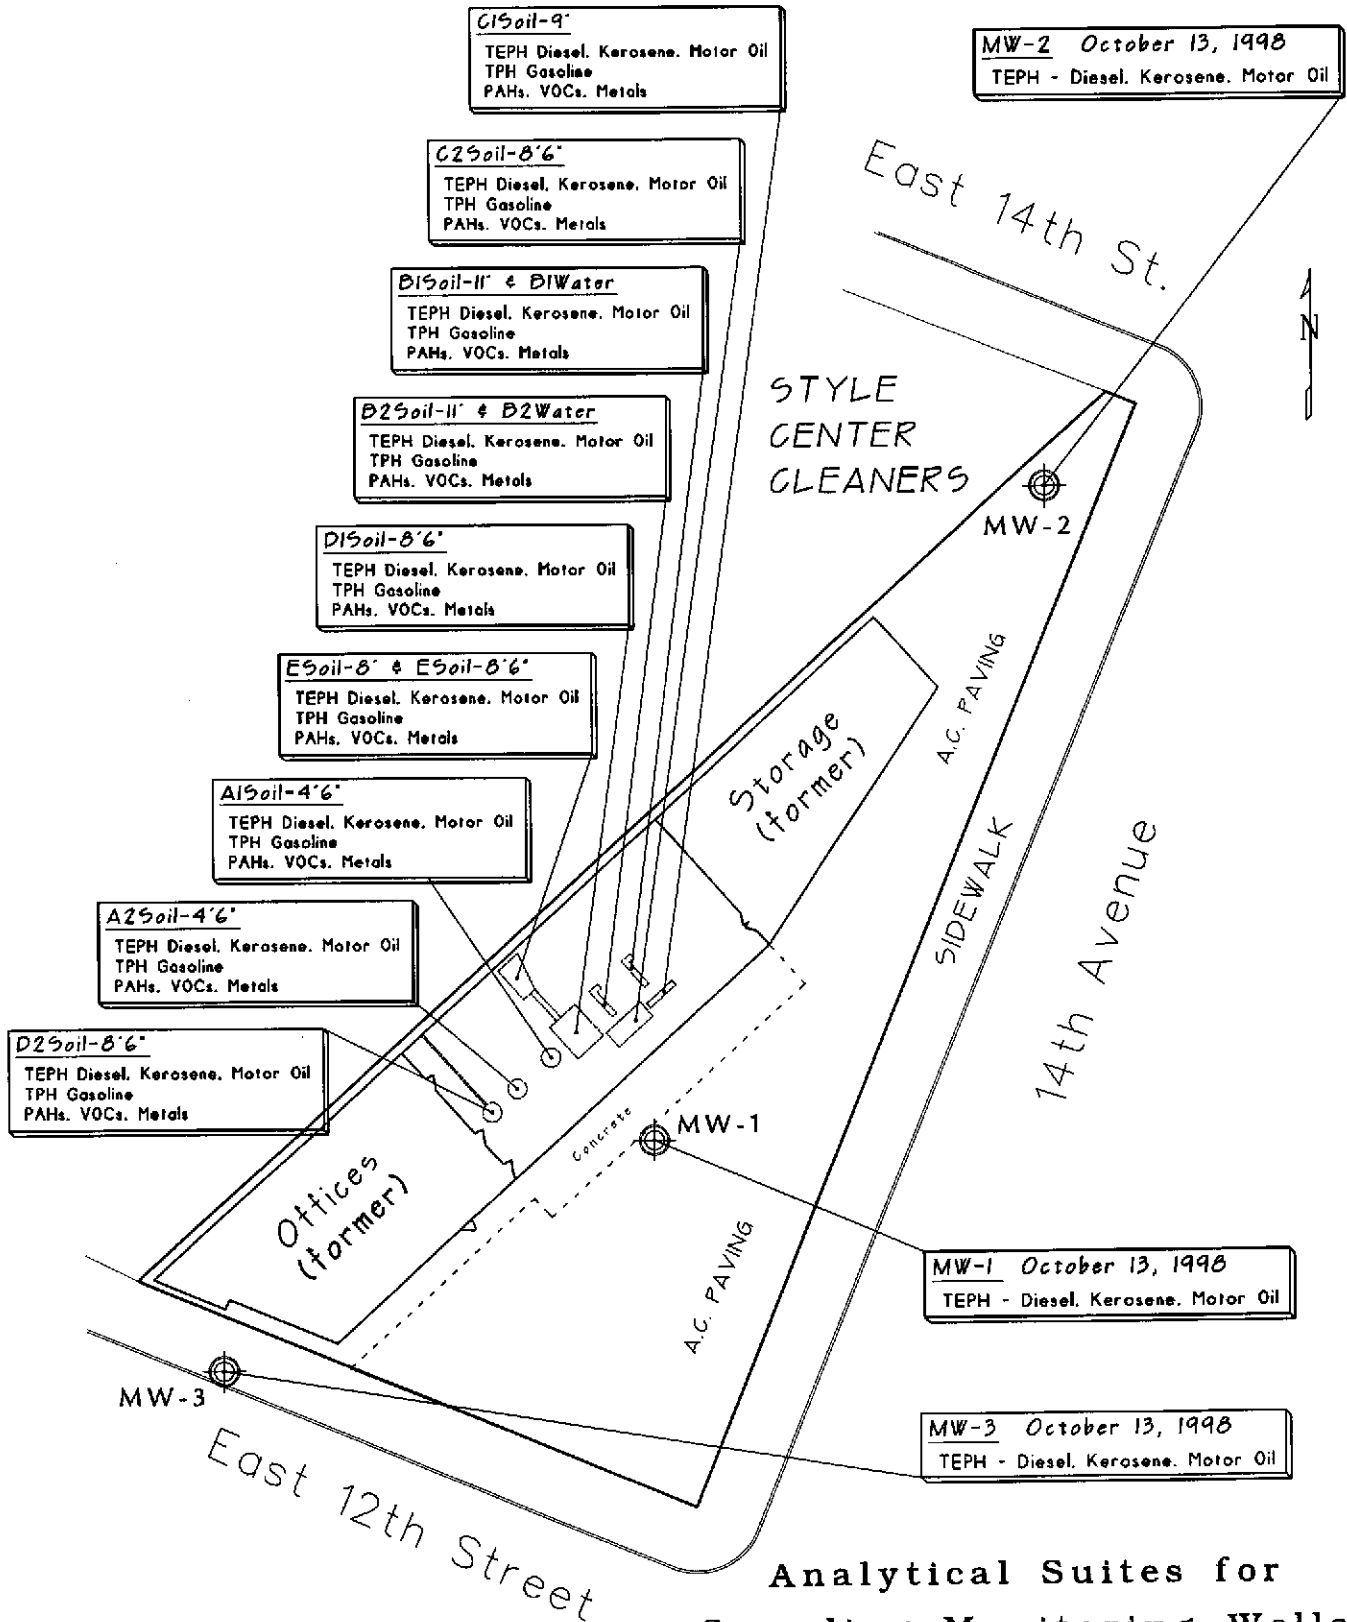 C1Soil-9'
TEPH Diesel. Kerosene. Motor Oil
TPH Gasoline
PAHs. VOCs. Metals
MW-2 October 13, 1998
TEPH - Diesel. Kerosene. Motor Oil
C2Soil-8'6"
TEPH Diesel. Kerosene. Motor Oil
TPH Gasoline
PAHs. VOCs. Metals
East 14th St.
B1Soil-11' & B1Water
TEPH Diesel. Kerosene. Motor Oil
TPH Gasoline
PAHs. VOCs. Metals
N
STYLE
CENTER
CLEANERS
B2Soil-11' & B2Water
TEPH Diesel. Kerosene. Motor Oil
TPH Gasoline
PAHs. VOCs. Metals
MW-2
D1Soil-8'6"
TEPH Diesel. Kerosene. Motor Oil
TPH Gasoline
PAHs. VOCs. Metals
ESoil-8' & ESoil-8'6"
TEPH Diesel. Kerosene. Motor Oil
TPH Gasoline
PAHs. VOCs. Metals
A.C. PAVING
Storage
(former)
A1Soil-4'6"
TEPH Diesel. Kerosene. Motor Oil
TPH Gasoline
PAHs. VOCs. Metals
SIDEWALK
14th Avenue
A2Soil-4'6"
TEPH Diesel. Kerosene. Motor Oil
TPH Gasoline
PAHs. VOCs. Metals
D2Soil-8'6"
TEPH Diesel. Kerosene. Motor Oil
TPH Gasoline
PAHs. VOCs. Metals
Concrete
MW-1
Offices
(former)
A.C. PAVING
MW-1 October 13, 1998
TEPH - Diesel. Kerosene. Motor Oil
MW-3
MW-3 October 13, 1998
TEPH - Diesel. Kerosene. Motor Oil
East 12th Street
Analytical Suites for
Monitoring Wells